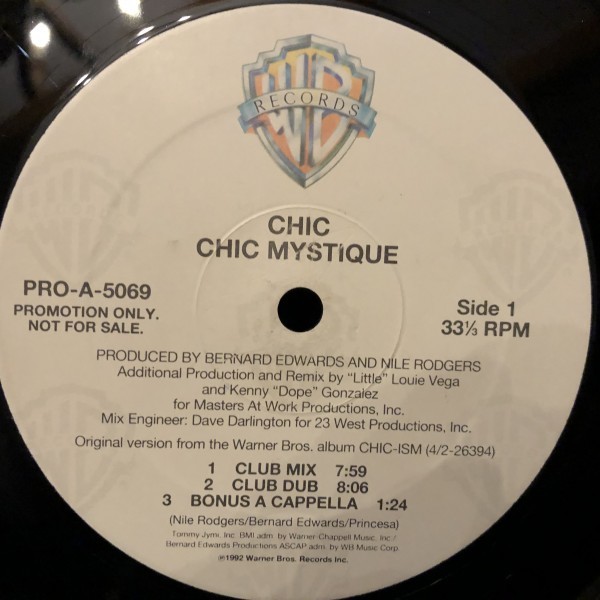 RECORDS
CHIC
CHIC MYSTIQUE
PRO-A-5069
PROMOTION ONLY.
NOT FOR SALE.
Side 1
33⅓ RPM
PRODUCED BY BERNARD EDWARDS AND NILE RODGERS
Additional Production and Remix by "Little" Louie Vega
and Kenny "Dope" Gonzalez
for Masters At Work Productions, Inc.
Mix Engineer: Dave Darlington for 23 West Productions, Inc.
Original version from the Warner Bros. album CHIC-ISM (4/2-26394)
1 CLUB MIX 7:59
2 CLUB DUB 8:06
3 BONUS A CAPPELLA 1:24
(Nile Rodgers/Bernard Edwards/Princesa)
Tommy Jymi, Inc. BMI adm. by Warner-Chappell Music, Inc./
Bernard Edwards Productions ASCAP adm. by WB Music Corp.
℗1992 Warner Bros. Records Inc.